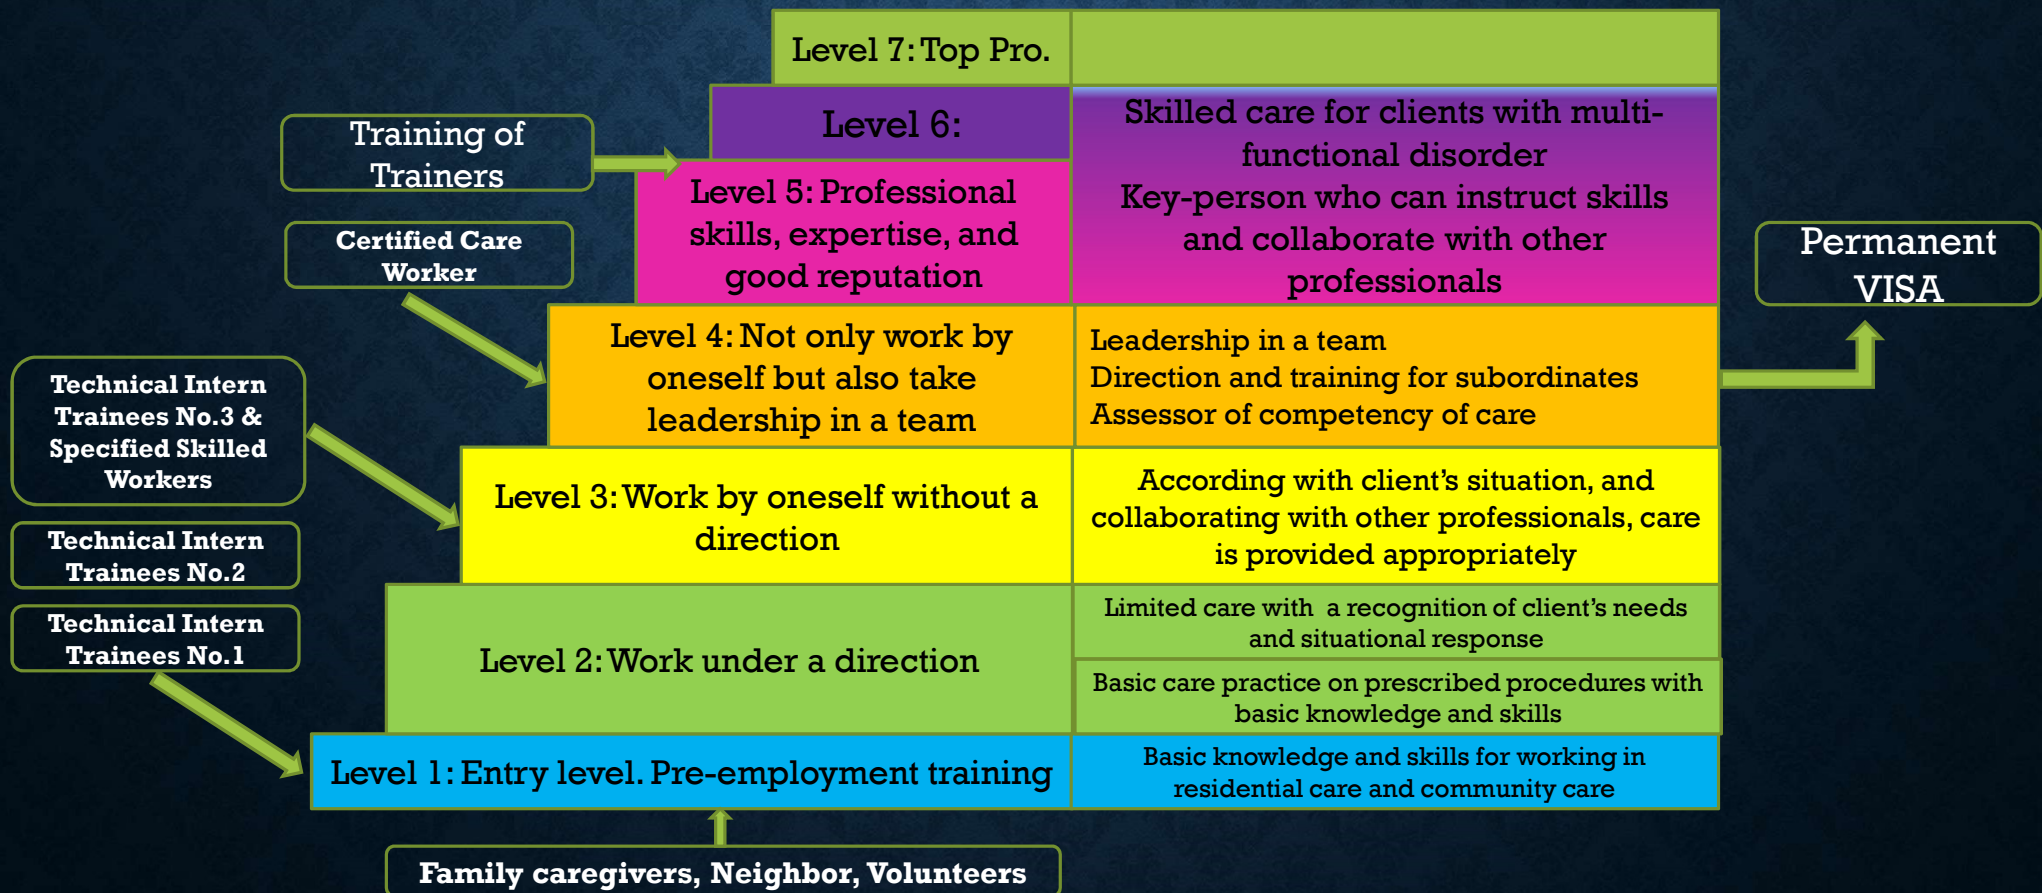 Level 7: Top Pro.
Level 6:
Skilled care for clients with multi-
functional disorder
Key-person who can instruct skills
and collaborate with other
professionals
Training of
Trainers
Level 5: Professional
skills, expertise, and
good reputation
Certified Care
Worker
Permanent
VISA
Level 4: Not only work by
oneself but also take
leadership in a team
Leadership in a team
Direction and training for subordinates
Assessor of competency of care
Technical Intern
Trainees No.3 &
Specified Skilled
Workers
Level 3: Work by oneself without a
direction
According with client's situation, and
collaborating with other professionals, care
is provided appropriately
Technical Intern
Trainees No.2
Technical Intern
Trainees No.1
Level 2: Work under a direction
Limited care with a recognition of client's needs
and situational response
Basic care practice on prescribed procedures with
basic knowledge and skills
Level 1: Entry level. Pre-employment training
Basic knowledge and skills for working in
residential care and community care
Family caregivers, Neighbor, Volunteers